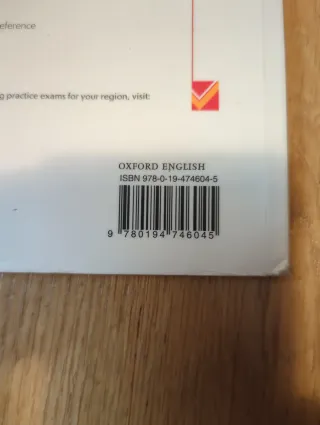 eference
g practice exams for your region, visit:
OXFORD ENGLISH
ISBN 978-0-19-474604-5
9 780194 746045